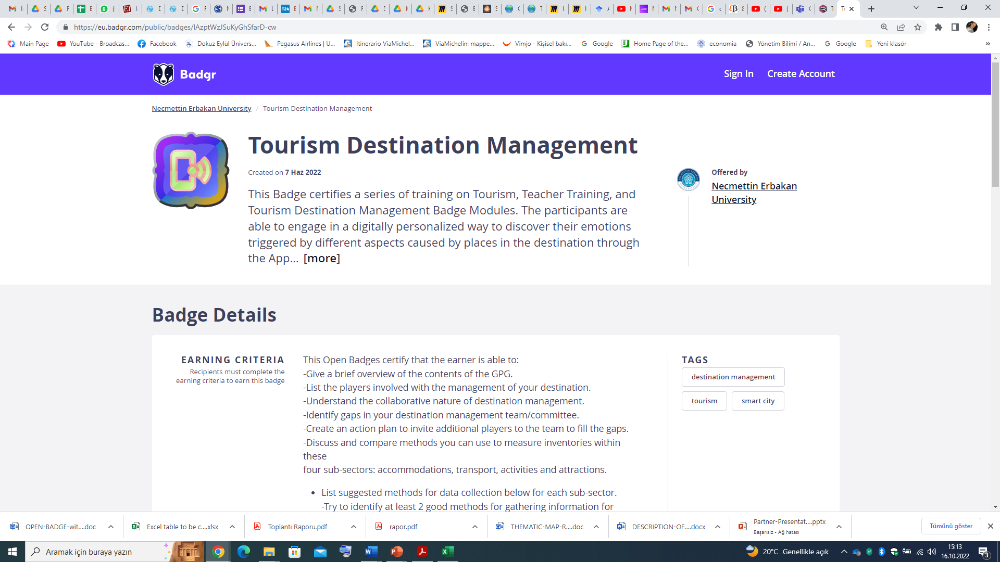 https://eu.badgr.com/public/badges/lAzptWzJSuKyGhSfarD-cw
Main Page
YouTube - Broadcas...
Facebook
Dokuz Eylül Ünivers...
Pegasus Airlines | U...
Itinerario ViaMichel...
ViaMichelin: mappe...
Vimjo - Kişisel bakı...
Google
Home Page of the...
economia
Yönetim Bilimi / An...
Google
Yeni klasör
»
Badgr
Sign In
Create Account
Necmettin Erbakan University / Tourism Destination Management
Tourism Destination Management
Created on 7 Haz 2022
This Badge certifies a series of training on Tourism, Teacher Training, and
Tourism Destination Management Badge Modules. The participants are
able to engage in a digitally personalized way to discover their emotions
triggered by different aspects caused by places in the destination through
the App... [more]
Offered by
Necmettin Erbakan
University
Badge Details
EARNING CRITERIA
Recipients must complete the
earning criteria to earn this badge
This Open Badges certify that the earner is able to:
-Give a brief overview of the contents of the GPG.
-List the players involved with the management of your destination.
-Understand the collaborative nature of destination management.
-Identify gaps in your destination management team/committee.
-Create an action plan to invite additional players to the team to fill the gaps.
-Discuss and compare methods you can use to measure inventories within
these
four sub-sectors: accommodations, transport, activities and attractions.
• List suggested methods for data collection below for each sub-sector.
-Try to identify at least 2 good methods for gathering information for
TAGS
destination management
tourism
smart city
OPEN-BADGE-wit....doc
Excel table to be c....xlsx
Toplantı Raporu.pdf
rapor.pdf
THEMATIC-MAP-R....doc
DESCRIPTION-OF....docx
Partner-Presentat....pptx
Başarısız - Ağ hatası
Tümünü göster
Aramak için buraya yazın
20°C Genellikle açık
15:13
16.10.2022
3